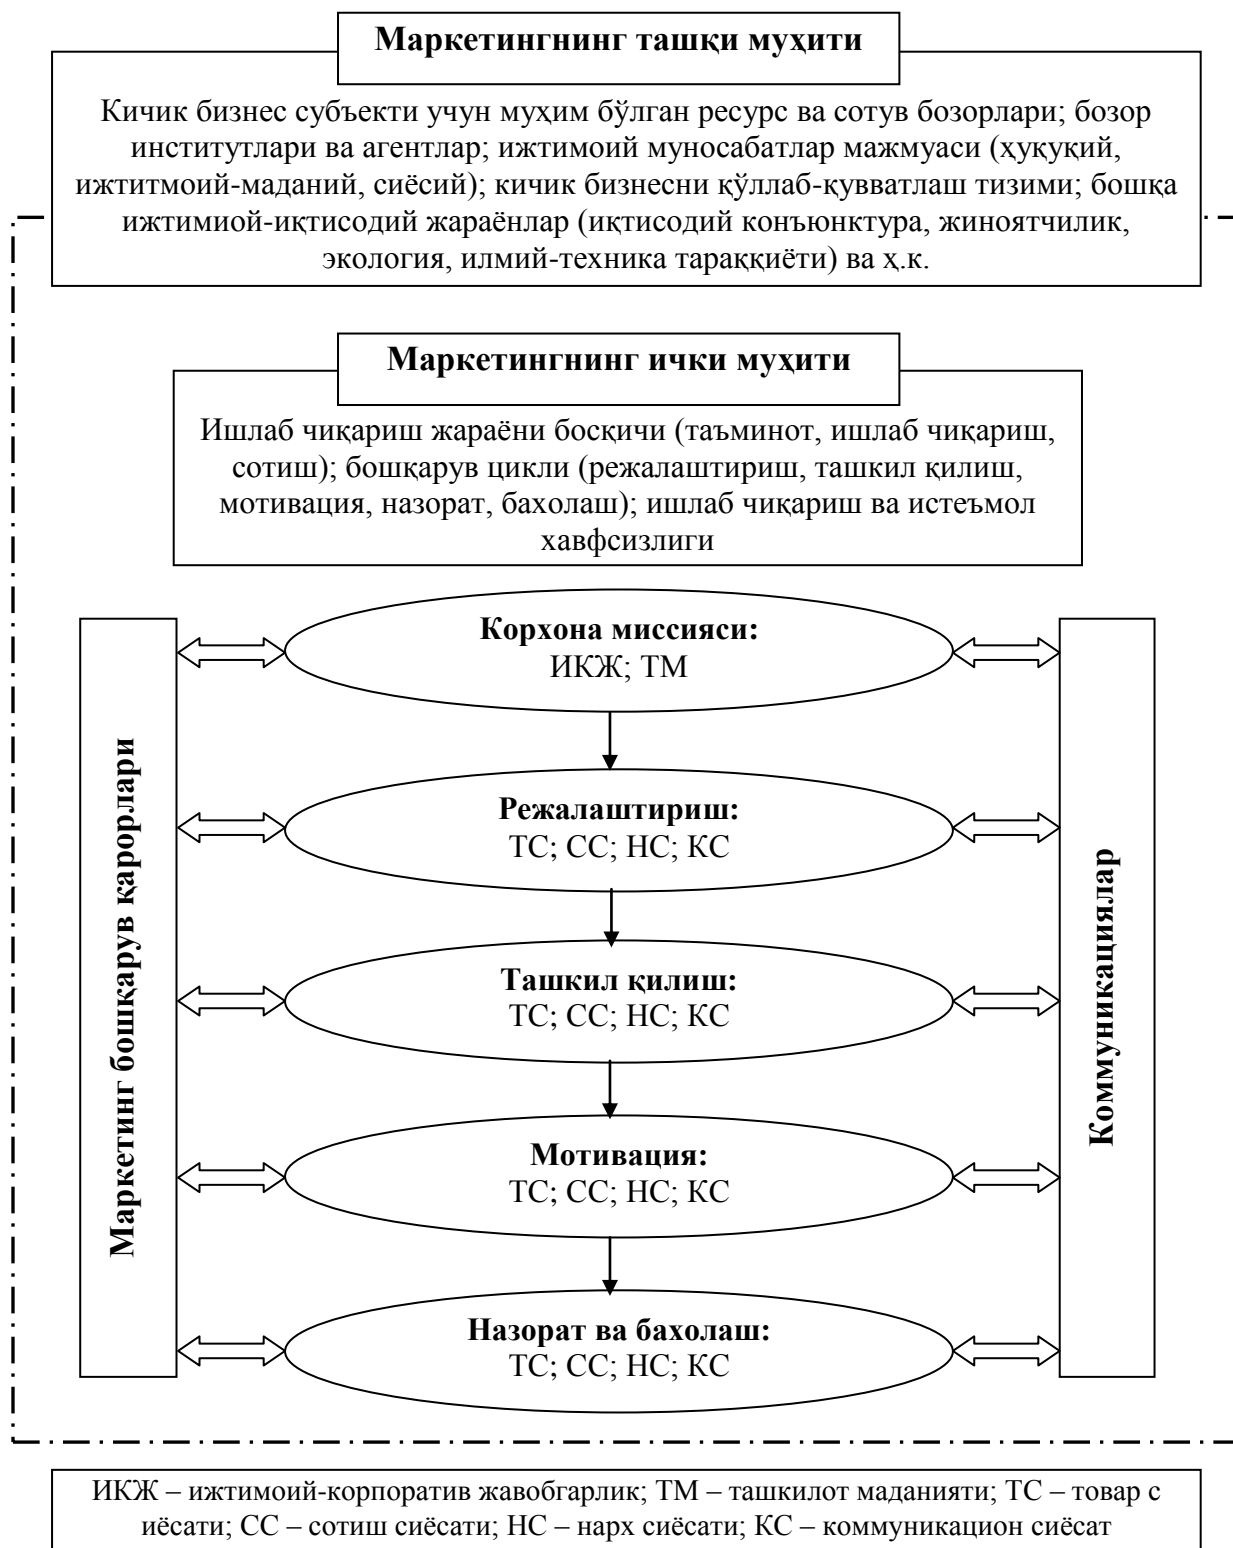 Маркетингнинг ташқи муҳити
Кичик бизнес субъекти учун муҳим бўлган ресурс ва сотув бозорлари; бозор
институтлари ва агентлар; ижтимоий муносабатлар мажмуаси (ҳуқуқий,
ижтитмоий-маданий, сиёсий); кичик бизнесни қўллаб-қувватлаш тизими; бошқа
ижтимиой-иқтисодий жараёнлар (иқтисодий конъюнктура, жиноятчилик,
экология, илмий-техника тараққиёти) ва ҳ.к.
Маркетингнинг ички муҳити
Ишлаб чиқариш жараёни босқичи (таъминот, ишлаб чиқариш,
сотиш); бошқарув цикли (режалаштириш, ташкил қилиш,
мотивация, назорат, бахолаш); ишлаб чиқариш ва истеъмол
хавфсизлиги
Маркетинг бошқарув қарорлари
Корхона миссияси:
ИКЖ; ТМ
Режалаштириш:
ТС; СС; НС; КС
Ташкил қилиш:
ТС; СС; НС; КС
Мотивация:
ТС; СС; НС; КС
Назорат ва бахолаш:
ТС; СС; НС; КС
Коммуникациялар
ИКЖ – ижтимоий-корпоратив жавобгарлик; ТМ – ташкилот маданияти; ТС – товар с
иёсати; СС – сотиш сиёсати; НС – нарх сиёсати; КС – коммуникацион сиёсат